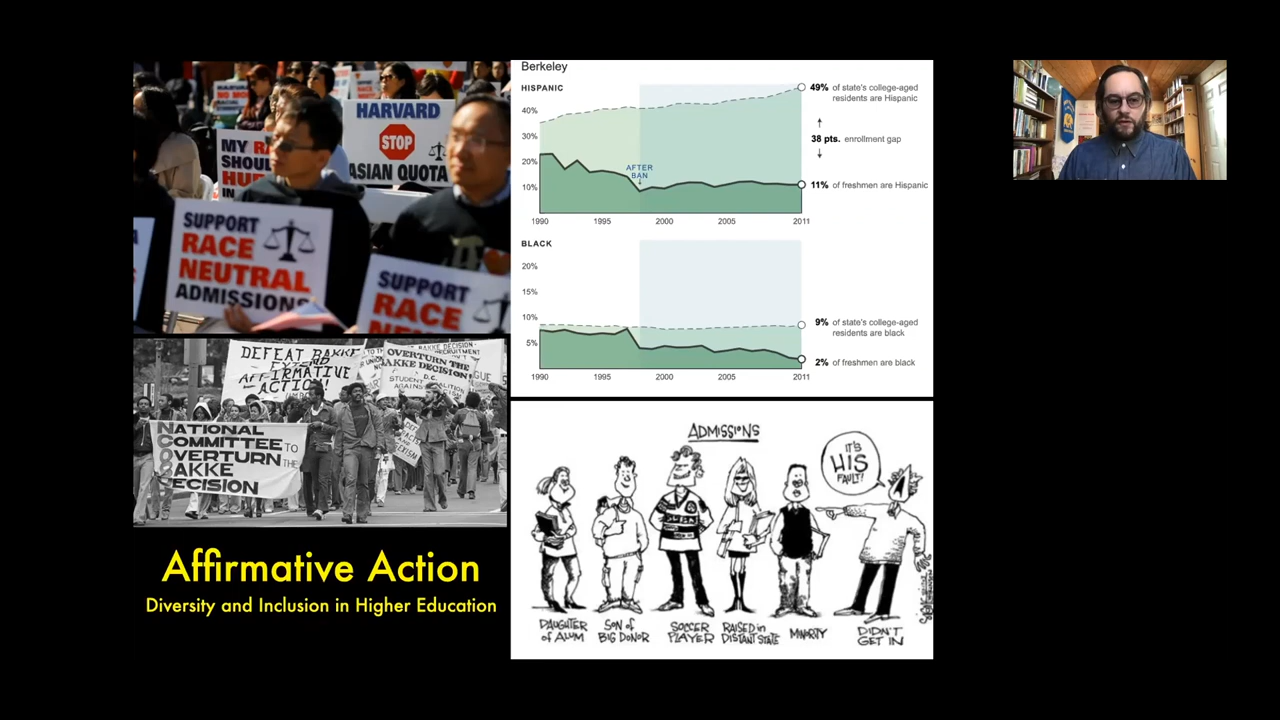 HARVARD
STOP
ASIAN QUOTA
MY
SUPPORT
RACE
NEUTRAL
ADMISSIONS
SUPPORT
RACE
DEFEAT BAKKE
EXTEND
AFFIRMATIVE
ACTION!
OVERTURN THE
BAKKE DECISION!
STUDENT
NATIONAL
COMMITTEE TO
OVERTURN THE
BAKKE
DECISION
Affirmative Action
Diversity and Inclusion in Higher Education
Berkeley
HISPANIC
40%
30%
20%
10%
AFTER
BAN
1990
1995
2000
2005
2011
49% of state's college-aged
residents are Hispanic
38 pts. enrollment gap
11% of freshmen are Hispanic
BLACK
20%
15%
10%
5%
1990
1995
2000
2005
2011
9% of state's college-aged
residents are black
2% of freshmen are black
ADMISSIONS
IT'S
HIS
FAULT!
DAUGHTER
of ALUM
SON of
BIG DONOR
SOCCER
PLAYER
RAISED in
DISTANT STATE
MINORITY
DIDN'T
GET IN